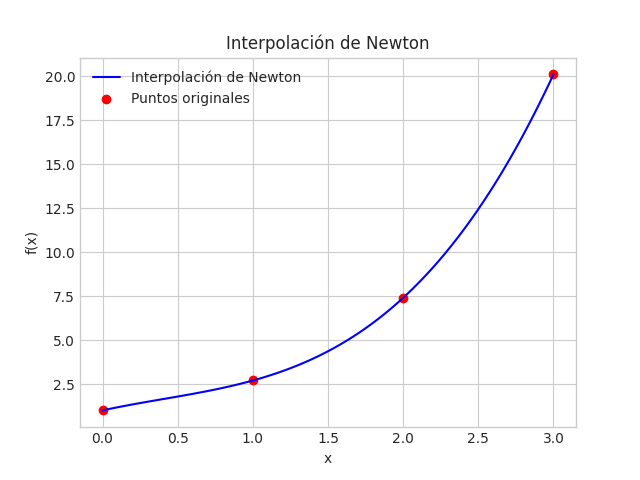 Interpolación de Newton
Interpolación de Newton
Puntos originales
20.0
17.5
15.0
12.5
10.0
7.5
5.0
2.5
f(x)
0.0 0.5 1.0 1.5 2.0 2.5 3.0
x